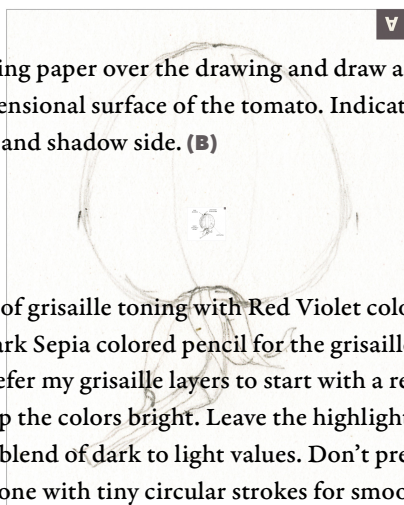 A
ing paper over the drawing and draw a
ensional surface of the tomato. Indicat
and shadow side. (B)
of grisaille toning with Red Violet colo
ark Sepia colored pencil for the grisaill
efer my grisaille layers to start with a re
p the colors bright. Leave the highlight
blend of dark to light values. Don’t pre
one with tiny circular strokes for smoo